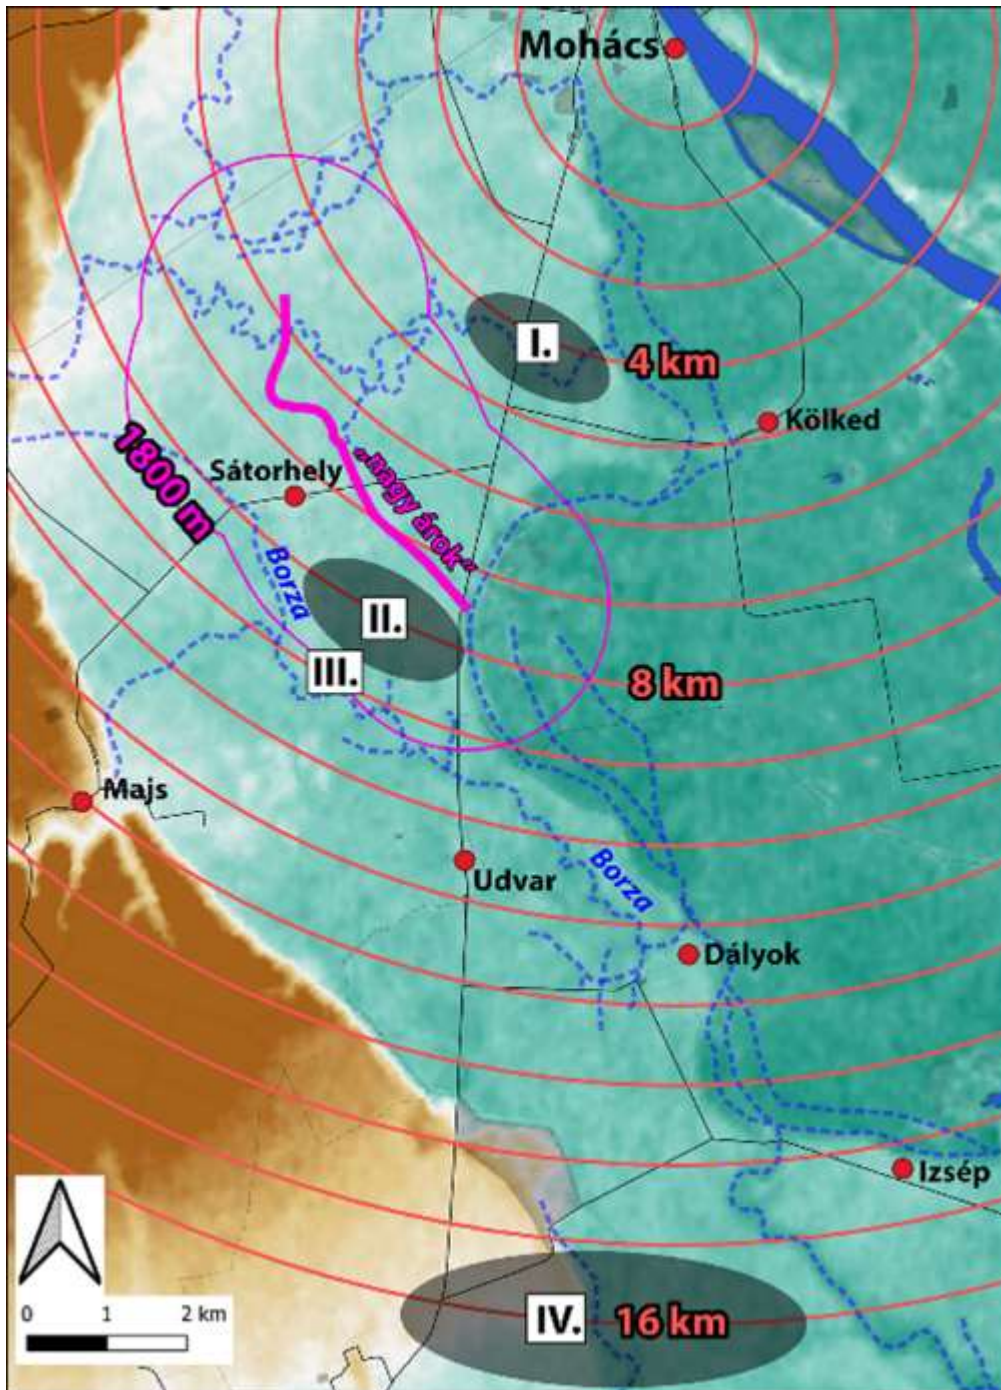 Mohács
I.
4 km
Kölked
1800 m
Sátorhely
„nagy árok“
Borza
II.
III.
8 km
Majs
Udvar
Borza
Dályok
Izsép
0 1 2 km
IV.
16 km